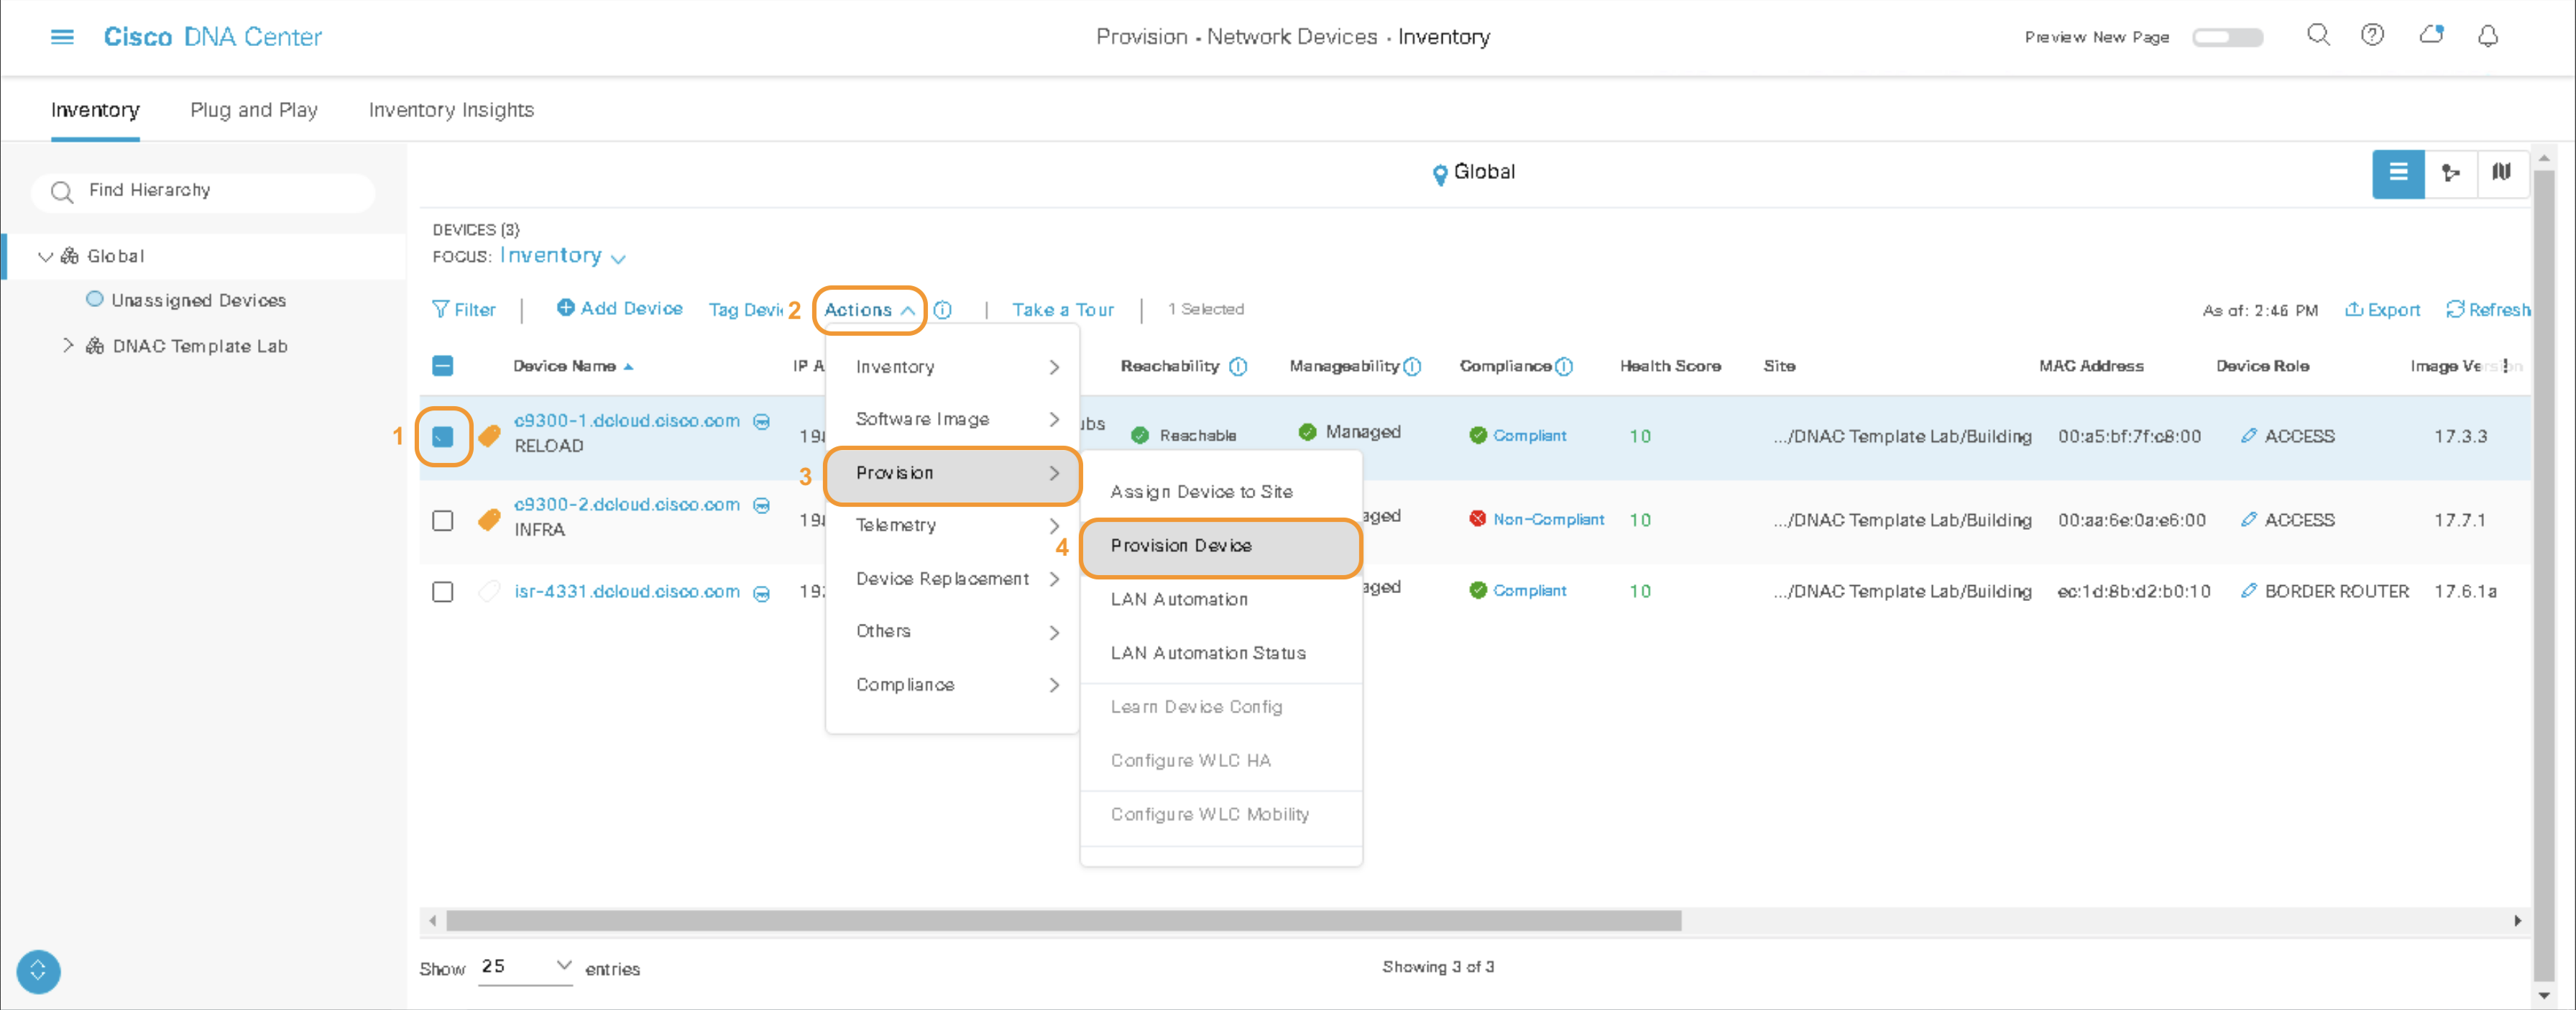 Cisco DNA Center
Provision • Network Devices • Inventory
Preview New Page
Inventory
Plug and Play
Inventory Insights
Find Hierarchy
Global
Unassigned Devices
DNAC Template Lab
Global
DEVICES (3)
FOCUS: Inventory
Filter
Add Device
Tag Devi
2
Actions
Take a Tour
1 Selected
As of: 2:46 PM
Export
Refresh
Device Name
IP A
Reachability
Manageability
Compliance
Health Score
Site
MAC Address
Device Role
Image Version
1
c9300-1.dcloud.cisco.com
RELOAD
19
ubs
Reachable
Managed
Compliant
10
.../DNAC Template Lab/Building
00:a5:bf:7f:c8:00
ACCESS
17.3.3
c9300-2.dcloud.cisco.com
INFRA
19
aged
Non-Compliant
10
.../DNAC Template Lab/Building
00:aa:6e:0a:e6:00
ACCESS
17.7.1
isr-4331.dcloud.cisco.com
19
aged
Compliant
10
.../DNAC Template Lab/Building
ec:1d:8b:d2:b0:10
BORDER ROUTER
17.6.1a
Inventory
Software Image
3
Provision
Telemetry
Device Replacement
Others
Compliance
Assign Device to Site
4
Provision Device
LAN Automation
LAN Automation Status
Learn Device Config
Configure WLC HA
Configure WLC Mobility
Show 25 entries
Showing 3 of 3